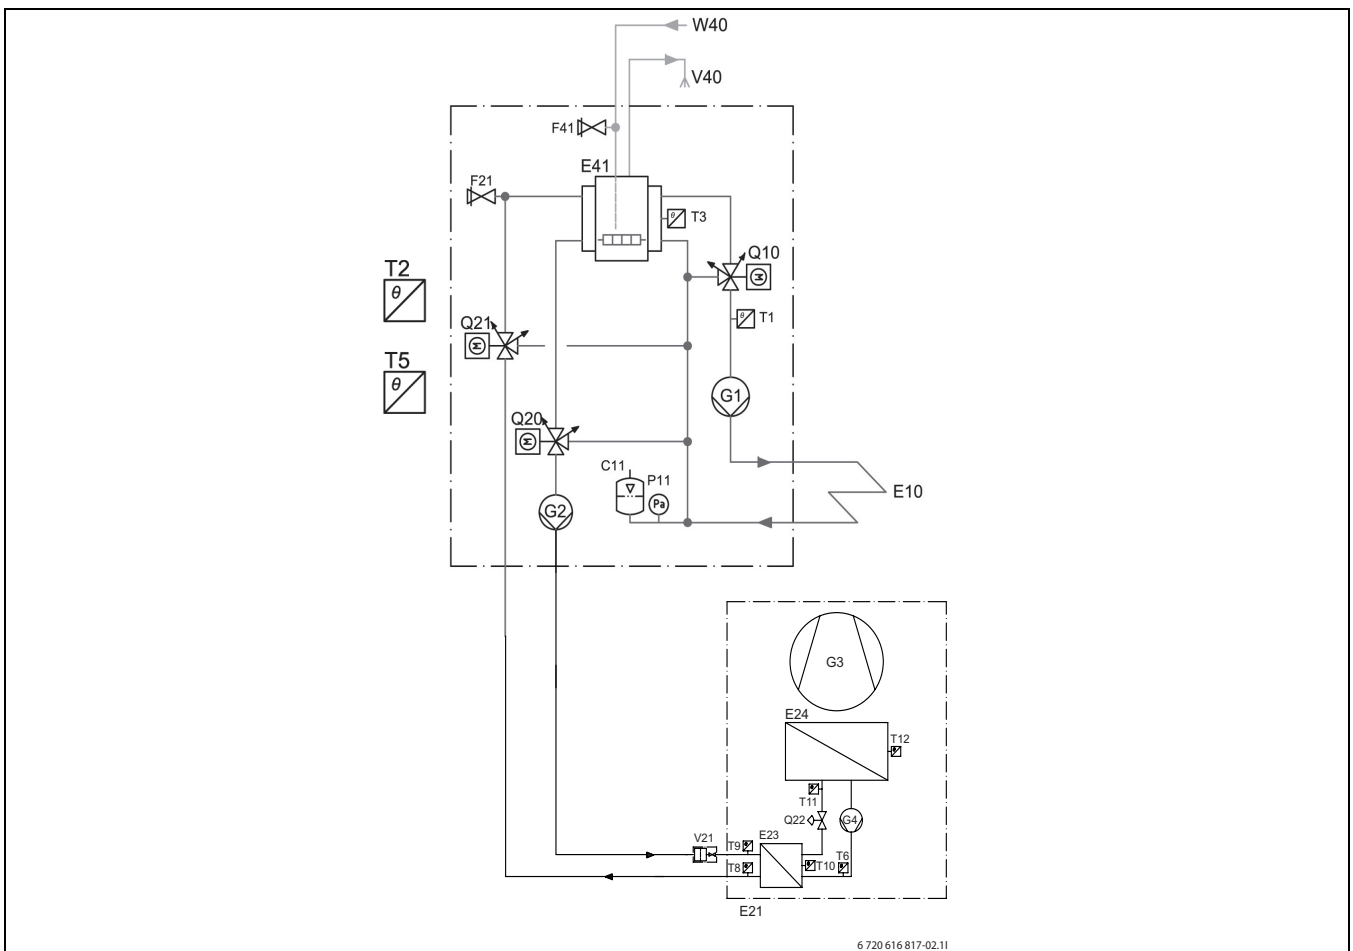 W40
V40
F41
E41
F21
T3
T2
θ
θ
Q10
M
θ
T1
Q21
M
T5
θ
G1
Q20
M
C11
P11
Pa
E10
G2
G3
E24
T12
T11
Q22
G4
V21
E23
T9
T6
T8
T10
E21
6 720 616 817-02.1I